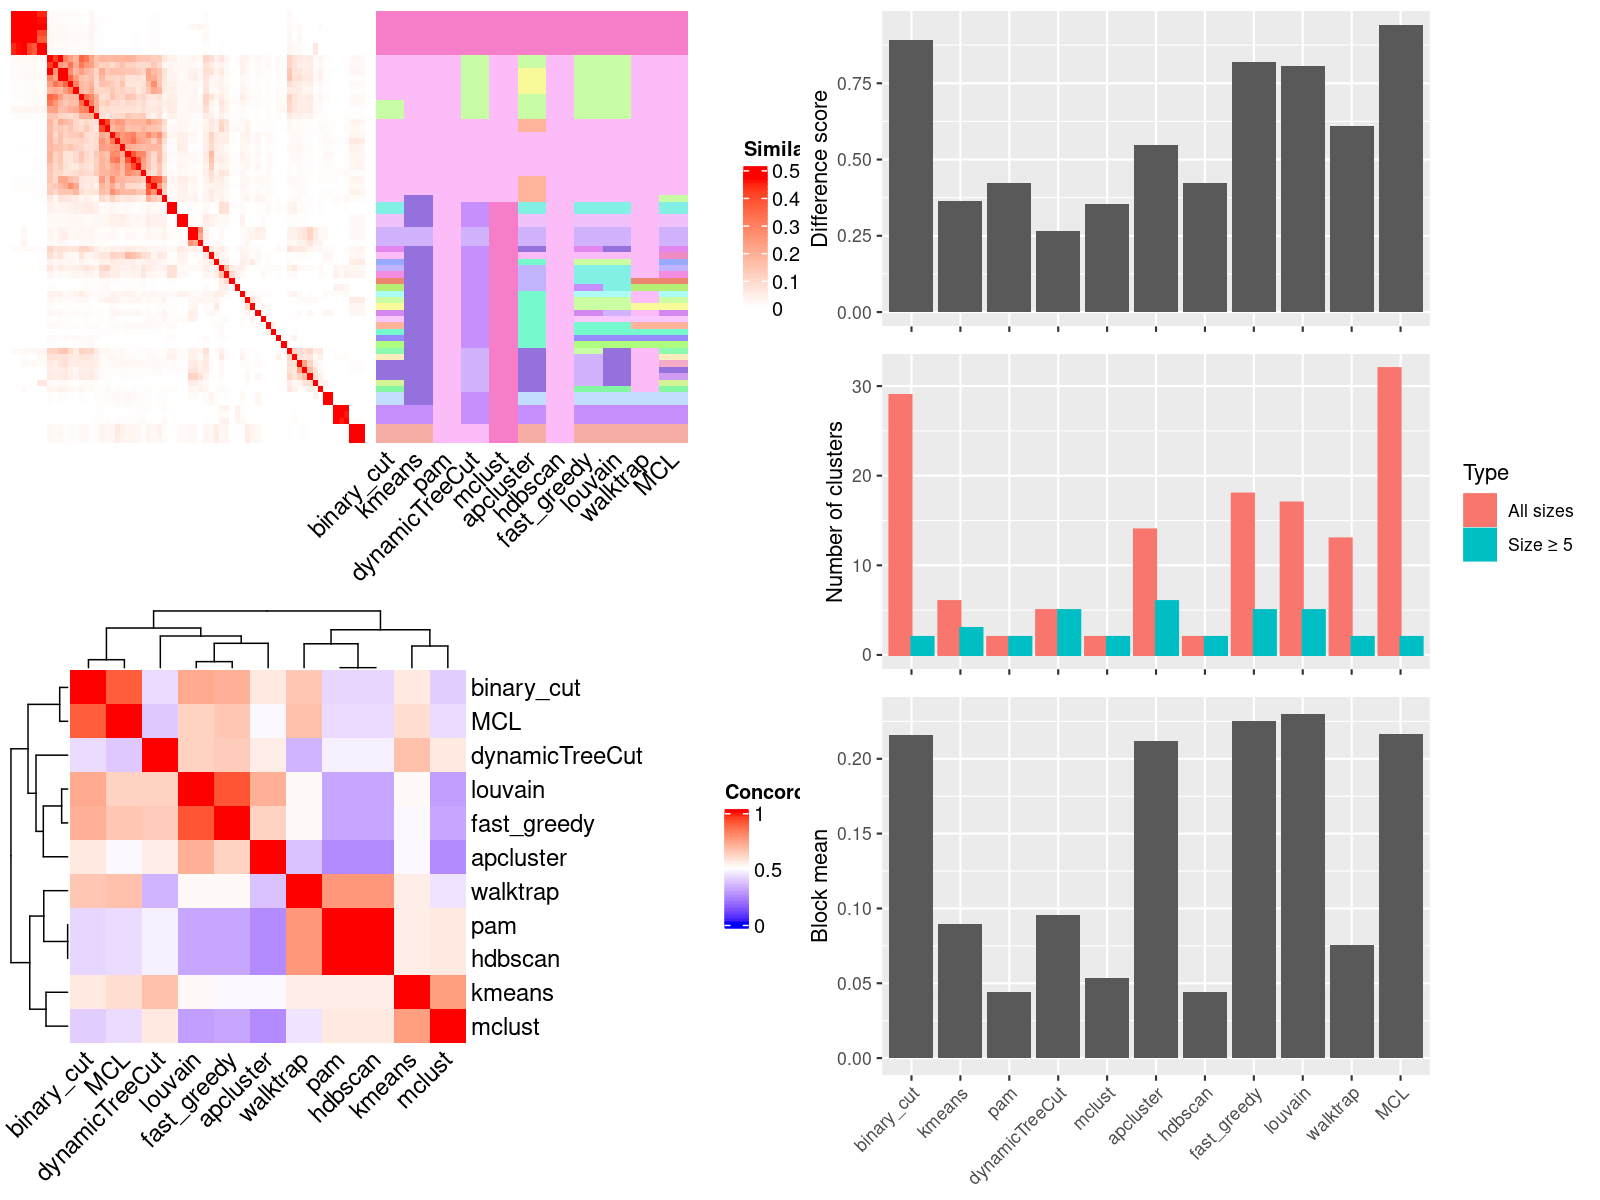 Simila
0.5
0.4
0.3
0.2
0.1
0
binary_cut
kmeans
pam
dynamicTreeCut
mclust
apcluster
hdbscan
fast_greedy
louvain
walktrap
MCL
binary_cut
MCL
dynamicTreeCut
louvain
fast_greedy
apcluster
walktrap
pam
hdbscan
kmeans
mclust
Concord
1
0.5
0
binary_cut
MCL
dynamicTreeCut
louvain
fast_greedy
apcluster
walktrap
pam
hdbscan
kmeans
mclust
Difference score
0.75
0.50
0.25
0.00
Number of clusters
30
20
10
0
Type
All sizes
Size ≥ 5
Block mean
0.20
0.15
0.10
0.05
0.00
binary_cut
kmeans
pam
dynamicTreeCut
mclust
apcluster
hdbscan
fast_greedy
louvain
walktrap
MCL